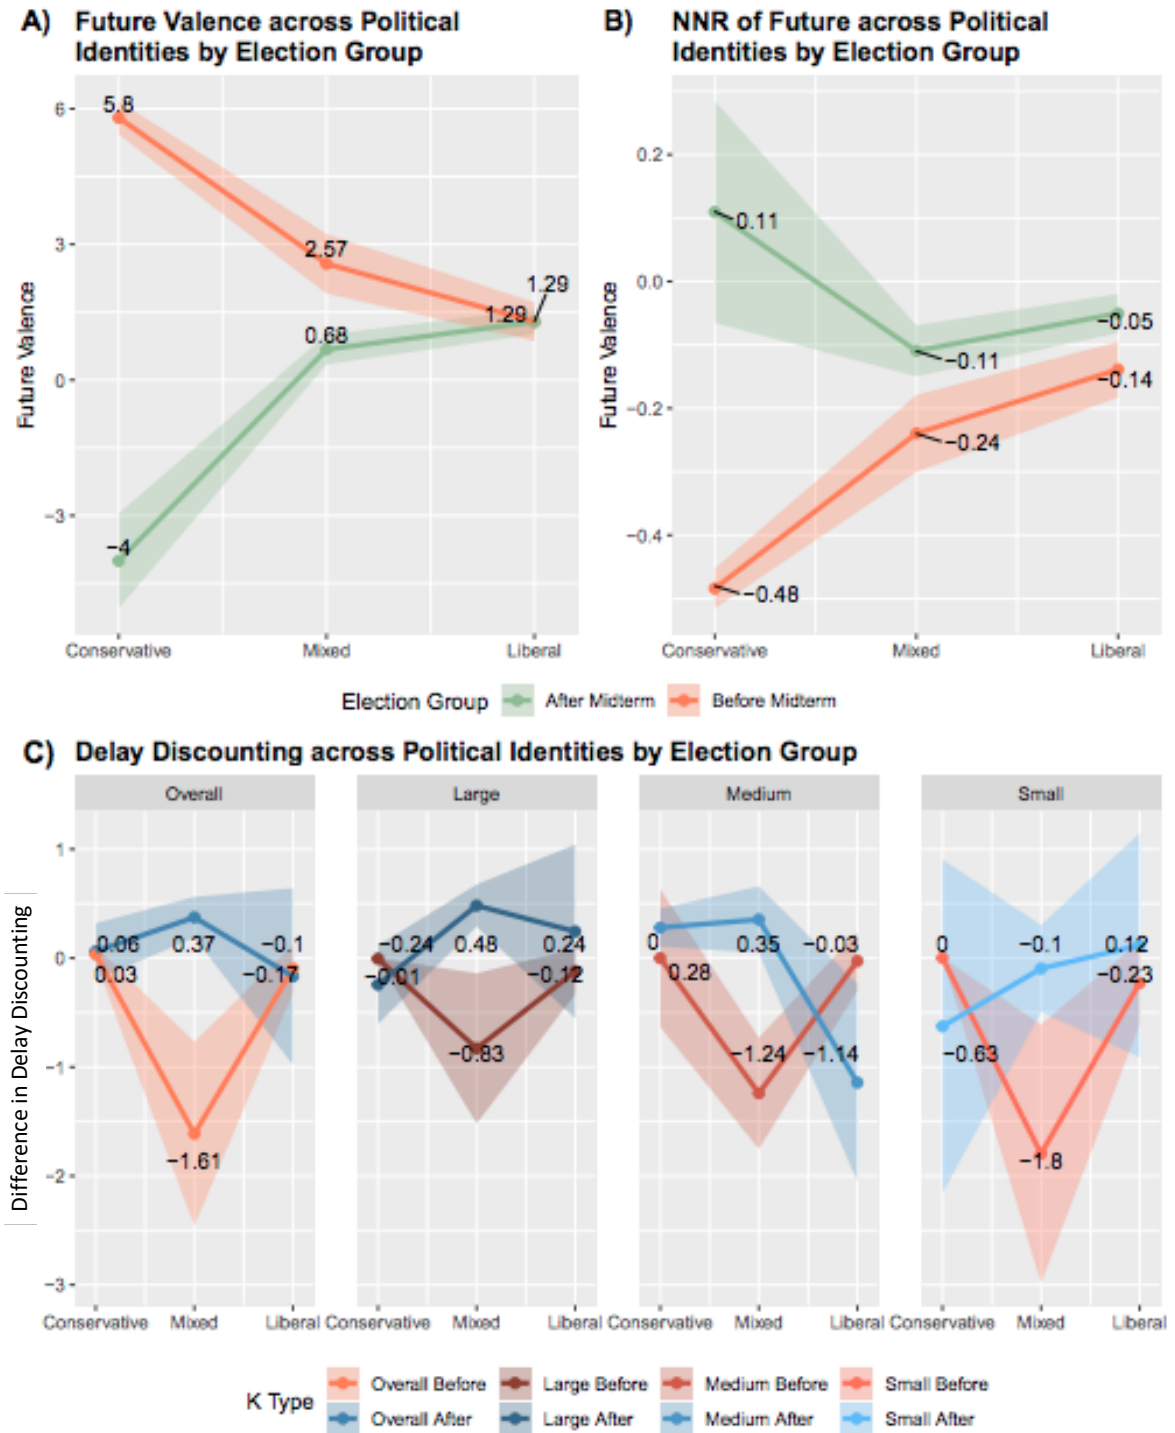 A) Future Valence across Political
Identities by Election Group
Future Valence
6
3
0
−3
5.8
2.57
1.29
1.29
0.68
−4
Conservative Mixed Liberal
B) NNR of Future across Political
Identities by Election Group
Future Valence
0.2
0.0
−0.2
−0.4
0.11
−0.05
−0.11
−0.14
−0.24
−0.48
Conservative Mixed Liberal
Election Group After Midterm Before Midterm
C) Delay Discounting across Political Identities by Election Group
Difference in Delay Discounting
1
0
−1
−2
−3
Overall
0.06 0.37 −0.1
0.03 −0.17
−1.61
Conservative Mixed Liberal
Large
−0.24 0.48 0.24
−0.01 −0.12
−0.83
Conservative Mixed Liberal
Medium
0 0.35 −0.03
0.28
−1.24 −1.14
Conservative Mixed Liberal
Small
0 −0.1 0.12
−0.23
−0.63
−1.8
Conservative Mixed Liberal
K Type
Overall Before Large Before Medium Before Small Before
Overall After Large After Medium After Small After